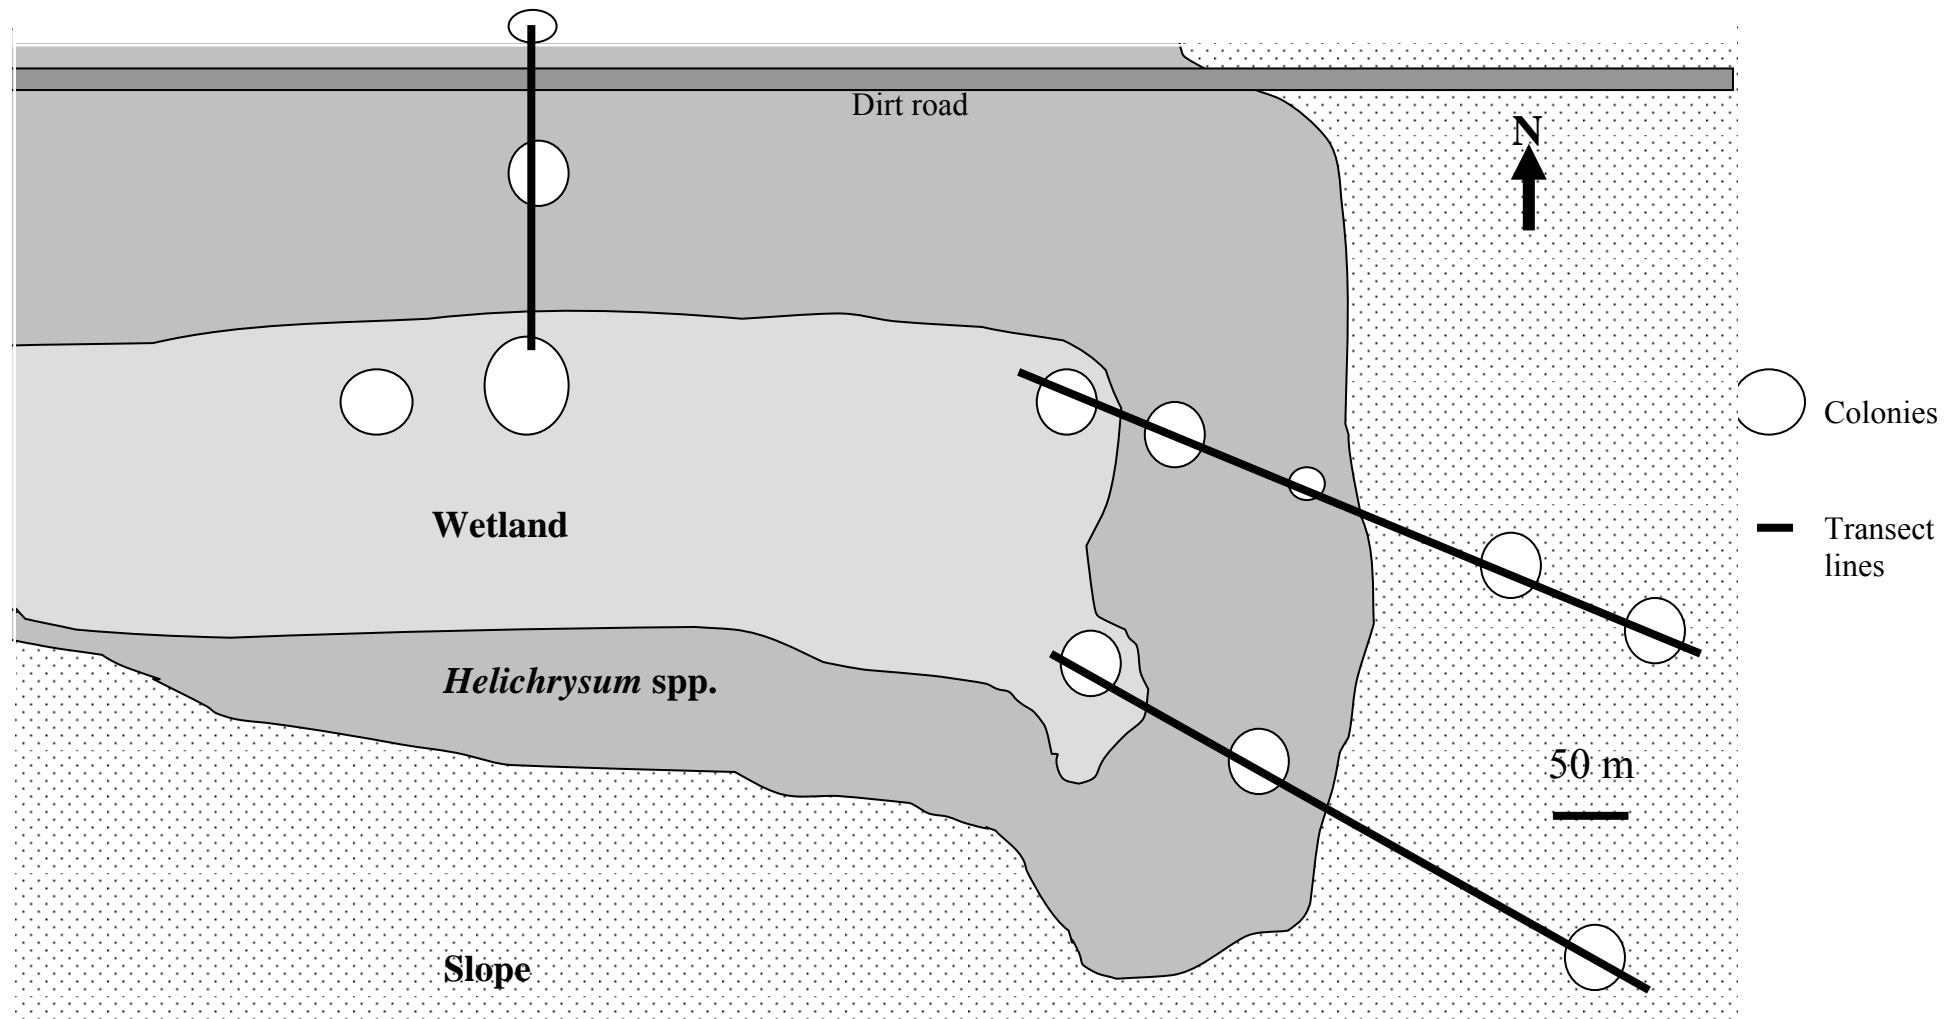 Dirt road
N
Colonies
Wetland
Transect
lines
Helichrysum spp.
50 m
Slope